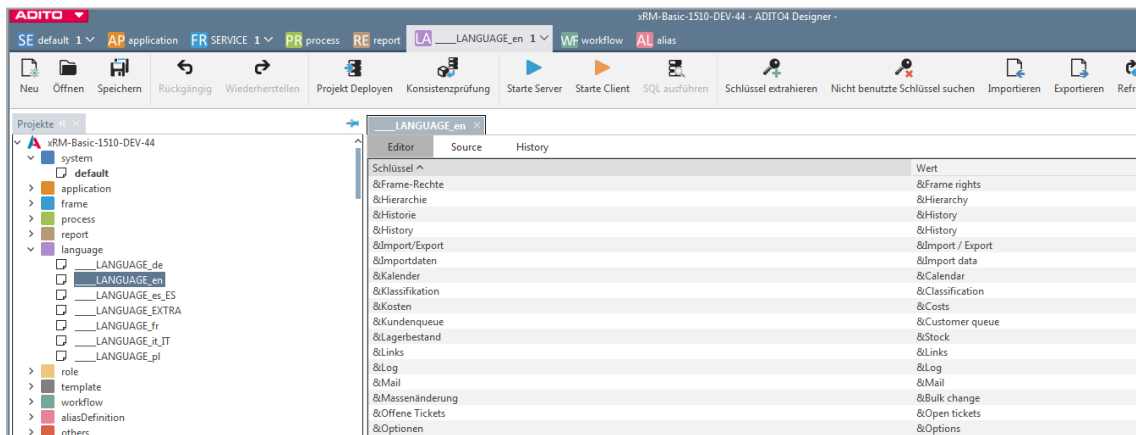 ADITO xRM-Basic-1510-DEV-44 - ADITO4 Designer -
SE default 1 AP application FR SERVICE 1 PR process RE report LA ____LANGUAGE_en 1 WF workflow AL alias
Neu Öffnen Speichern Rückgängig Wiederherstellen Projekt Deployen Konsistenzprüfung Starte Server Starte Client SQL ausführen Schlüssel extrahieren Nicht benutzte Schlüssel suchen Importieren Exportieren Refr
Projekte
xRM-Basic-1510-DEV-44
system
default
application
frame
process
report
language
____LANGUAGE_de
____LANGUAGE_en
____LANGUAGE_es_ES
____LANGUAGE_EXTRA
____LANGUAGE_fr
____LANGUAGE_it_IT
____LANGUAGE_pl
role
template
workflow
aliasDefinition
others
____LANGUAGE_en
Editor Source History
Schlüssel Wert
&Frame-Rechte &Frame rights
&Hierarchie &Hierarchy
&Historie &History
&History &History
&Import/Export &Import / Export
&Importdaten &Import data
&Kalender &Calendar
&Klassifikation &Classification
&Kosten &Costs
&Kundenqueue &Customer queue
&Lagerbestand &Stock
&Links &Links
&Log &Log
&Mail &Mail
&Massenänderung &Bulk change
&Offene Tickets &Open tickets
&Optionen &Options